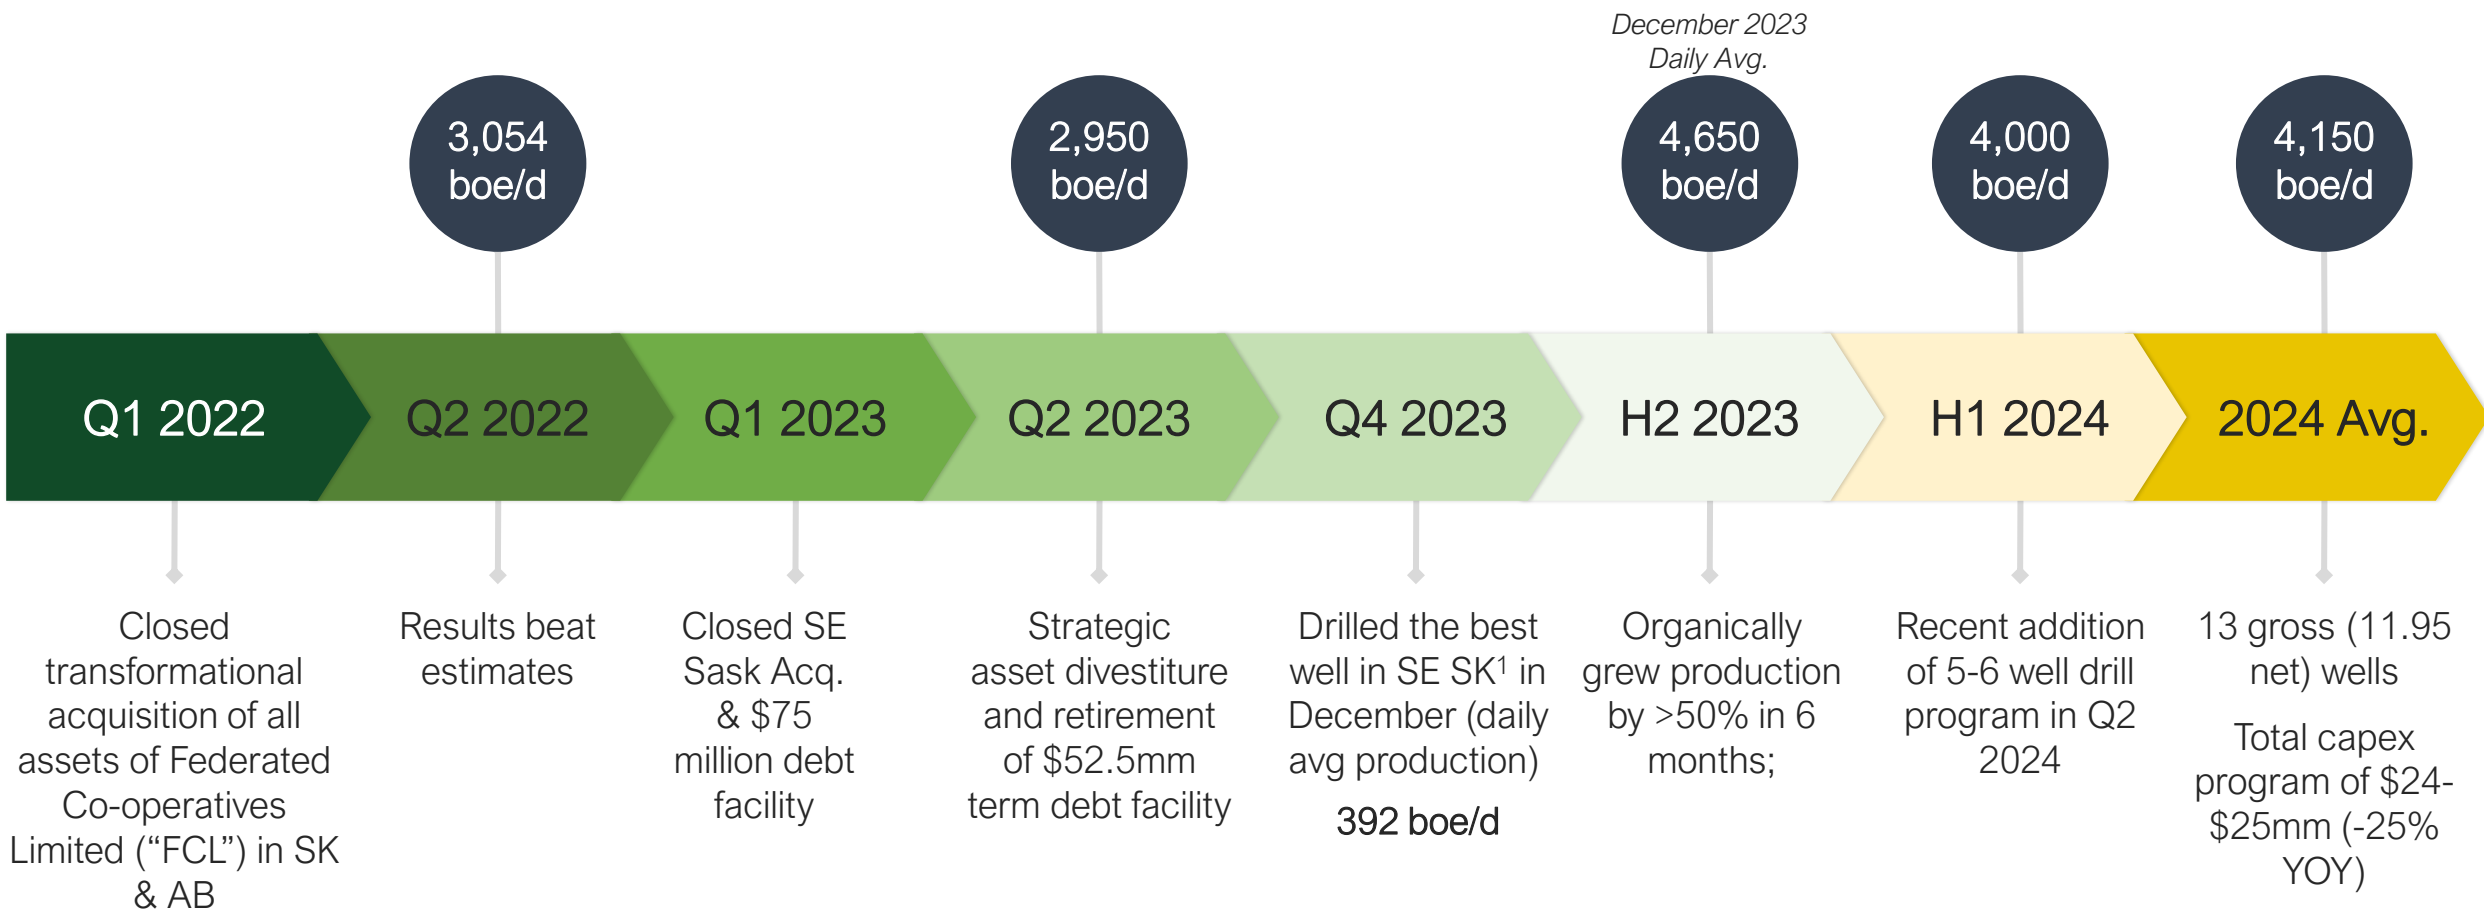 December 2023
Daily Avg.
3,054
boe/d
2,950
boe/d
4,650
boe/d
4,000
boe/d
4,150
boe/d
Q1 2022
Q2 2022
Q1 2023
Q2 2023
Q4 2023
H2 2023
H1 2024
2024 Avg.
Closed
transformational
acquisition of all
assets of Federated
Co-operatives
Limited (“FCL”) in SK
& AB
Results beat
estimates
Closed SE
Sask Acq.
& $75
million debt
facility
Strategic
asset divestiture
and retirement
of $52.5mm
term debt facility
Drilled the best
well in SE SK¹ in
December (daily
avg production)
392 boe/d
Organically
grew production
by >50% in 6
months;
Recent addition
of 5-6 well drill
program in Q2
2024
13 gross (11.95
net) wells
Total capex
program of $24-
$25mm (-25%
YOY)